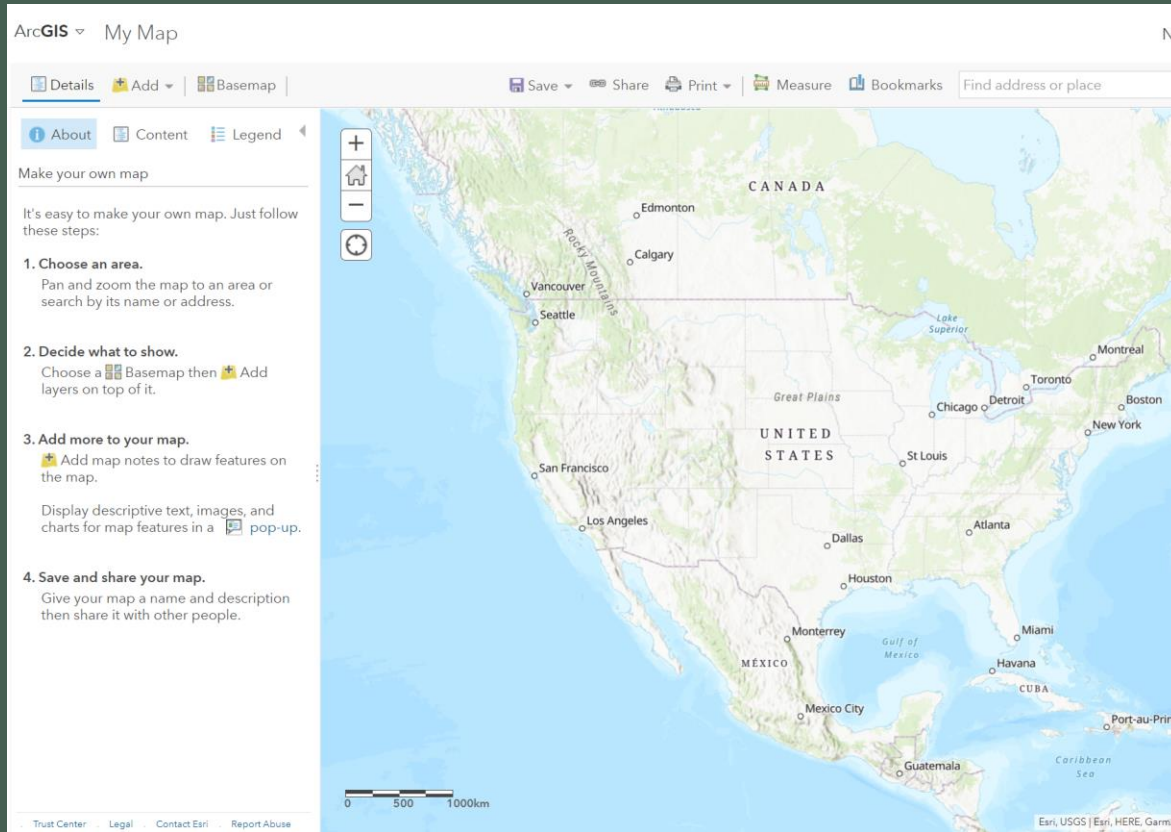 ArcGIS My Map
N
Details Add Basemap Save Share Print Measure Bookmarks Find address or place
About Content Legend
Make your own map
It's easy to make your own map. Just follow
these steps:
1. Choose an area.
Pan and zoom the map to an area or
search by its name or address.
2. Decide what to show.
Choose a Basemap then Add
layers on top of it.
3. Add more to your map.
Add map notes to draw features on
the map.
Display descriptive text, images, and
charts for map features in a pop-up.
4. Save and share your map.
Give your map a name and description
then share it with other people.
Trust Center Legal Contact Esri Report Abuse
+
−
CANADA
Edmonton
Rocky Mountains
Calgary
Vancouver
Seattle
Lake
Superior
Montreal
Toronto
Great Plains
Chicago
Detroit
Boston
New York
UNITED
STATES
St Louis
San Francisco
Los Angeles
Atlanta
Dallas
Houston
Monterrey
Gulf of
Mexico
Miami
MÉXICO
Havana
CUBA
Mexico City
Port-au-Prin
Guatemala
Caribbean
Sea
0 500 1000km
Esri, USGS | Esri, HERE, Garm